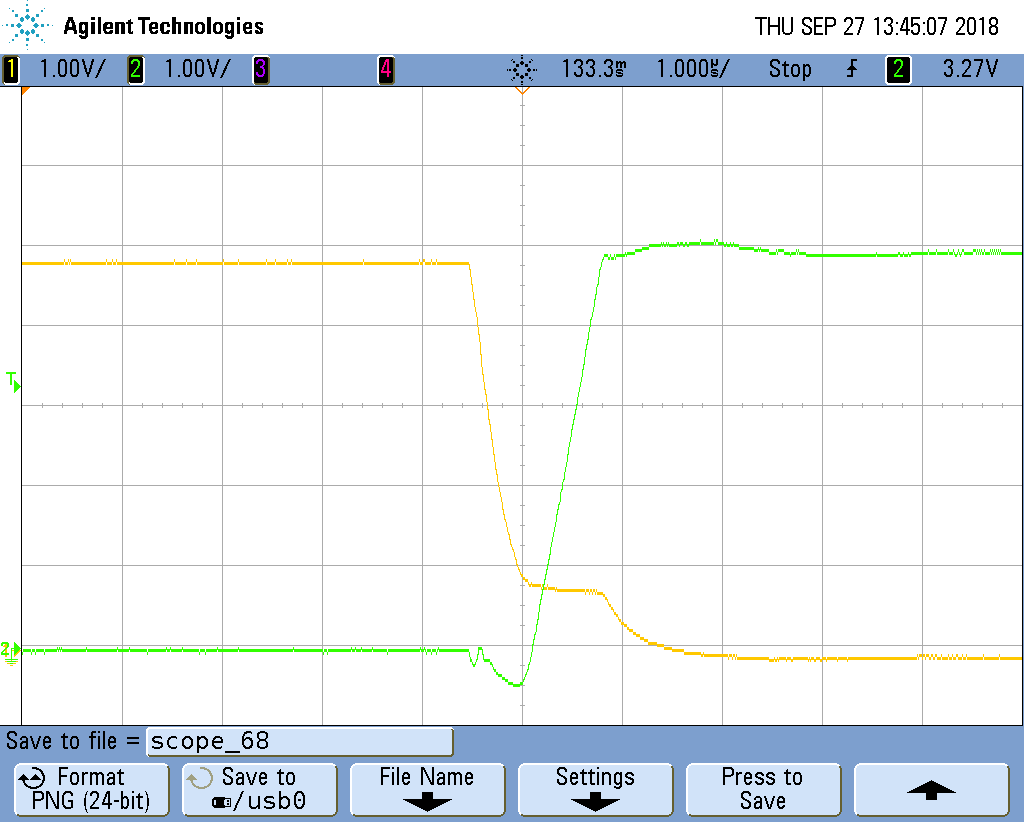 Agilent Technologies THU SEP 27 13:45:07 2018
1 1.00V/ 2 1.00V/ 3 4 133.3ms 1.000µs/ Stop 2 3.27V
T
2
Save to file = scope_68
Format Save to File Name Settings Press to
PNG (24-bit) /usb0 Save